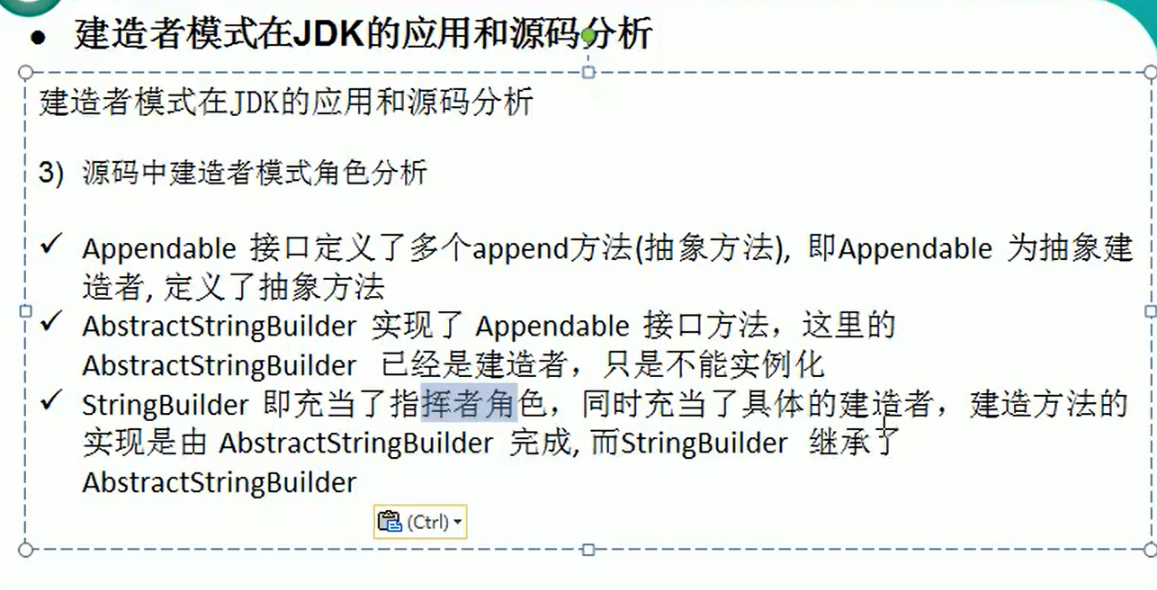 ● 建造者模式在JDK的应用和源码分析
建造者模式在JDK的应用和源码分析
3) 源码中建造者模式角色分析
✓ Appendable 接口定义了多个append方法(抽象方法), 即Appendable 为抽象建
造者, 定义了抽象方法
✓ AbstractStringBuilder 实现了 Appendable 接口方法，这里的
AbstractStringBuilder 已经是建造者，只是不能实例化
✓ StringBuilder 即充当了指挥者角色，同时充当了具体的建造者，建造方法的
实现是由 AbstractStringBuilder 完成, 而StringBuilder 继承了
AbstractStringBuilder
(Ctrl)